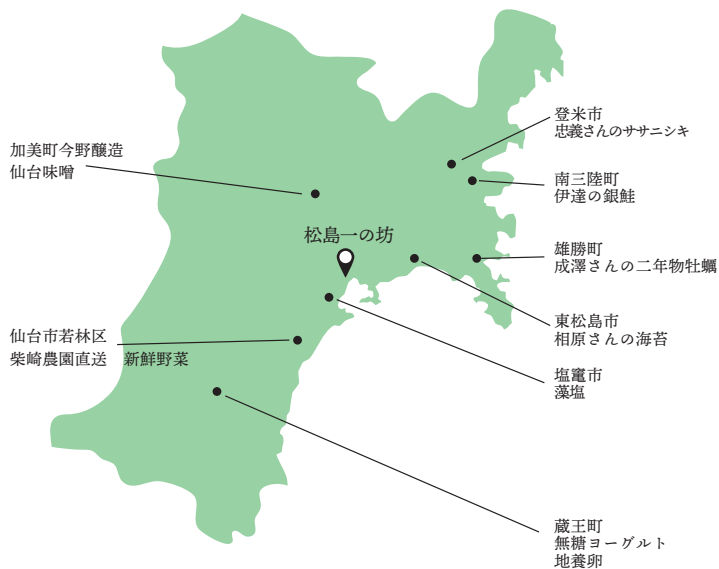 登米市
忠義さんのササニシキ
加美町今野醸造
仙台味噌
南三陸町
伊達の銀鮭
松島一の坊
雄勝町
成澤さんの二年物牡蠣
東松島市
相原さんの海苔
仙台市若林区
柴崎農園直送　新鮮野菜
塩竈市
藻塩
蔵王町
無糖ヨーグルト
地養卵